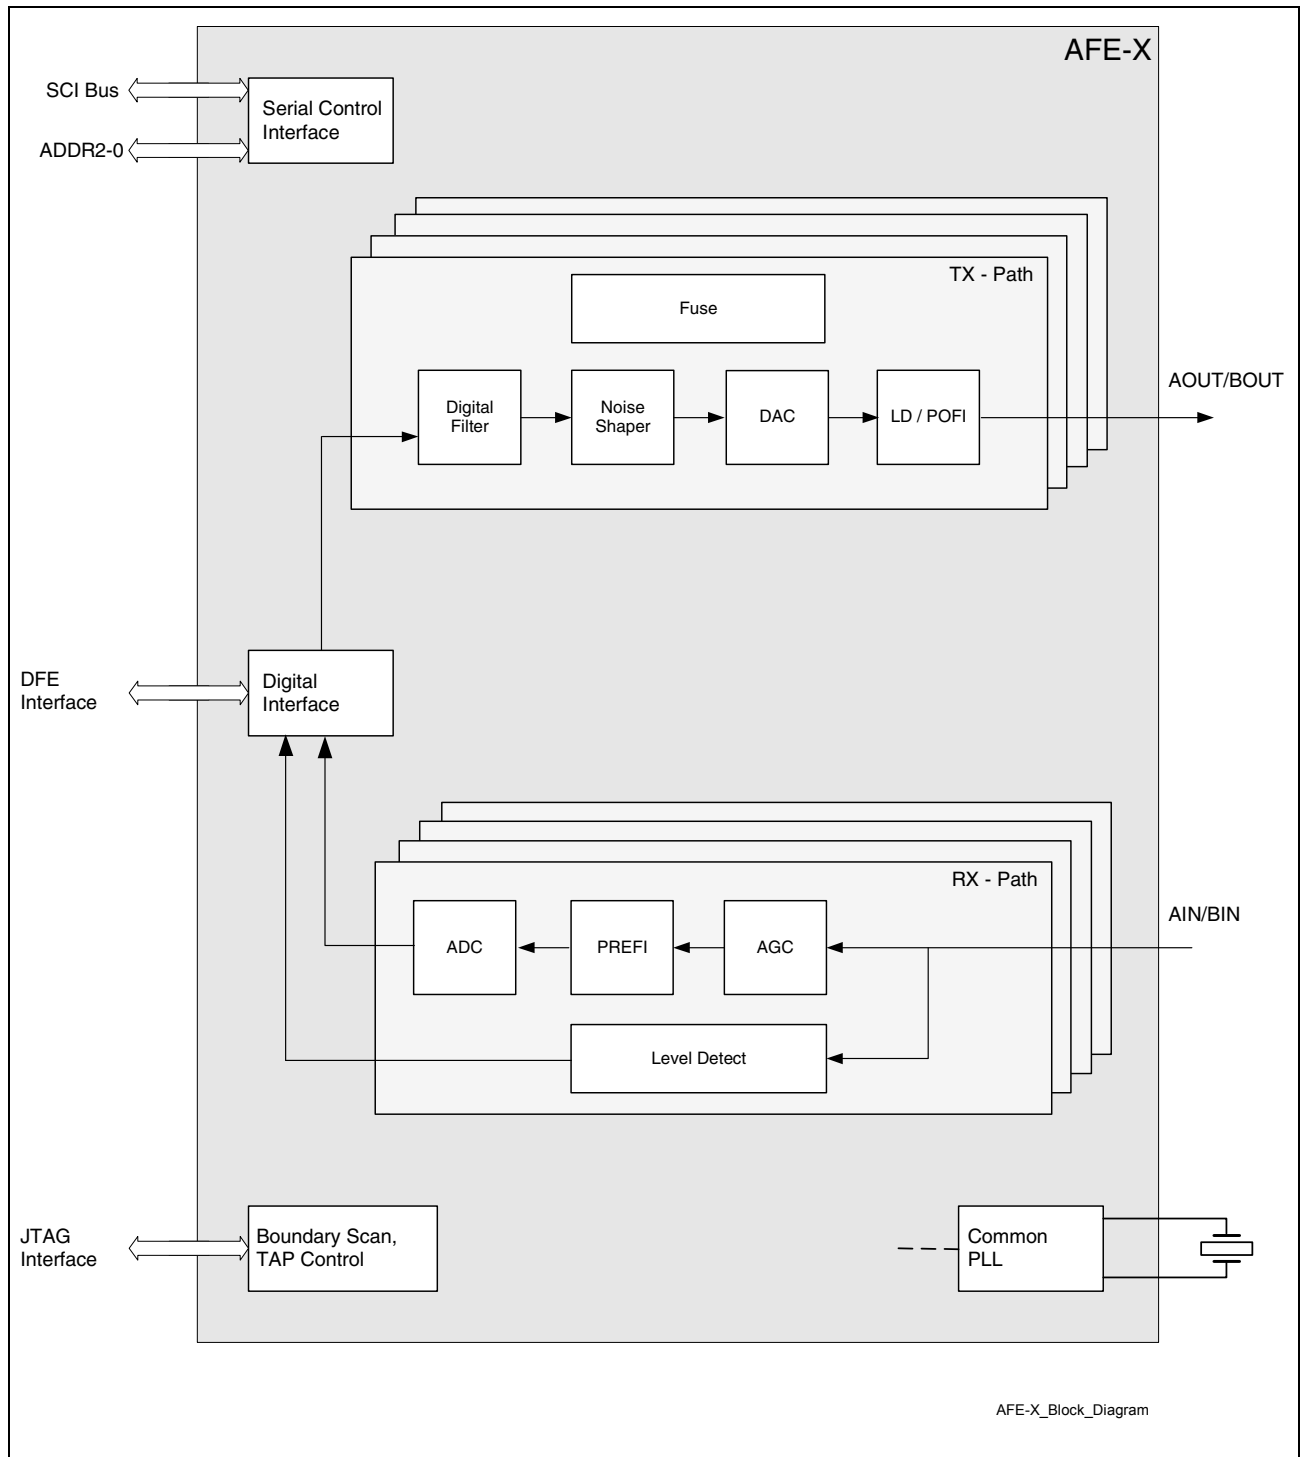 AFE-X
SCI Bus
Serial Control
Interface
ADDR2-0
TX - Path
Fuse
Digital
Filter
Noise
Shaper
DAC
LD / POFI
AOUT/BOUT
DFE
Interface
Digital
Interface
RX - Path
ADC
PREFI
AGC
AIN/BIN
Level Detect
JTAG
Interface
Boundary Scan,
TAP Control
Common
PLL
AFE-X_Block_Diagram